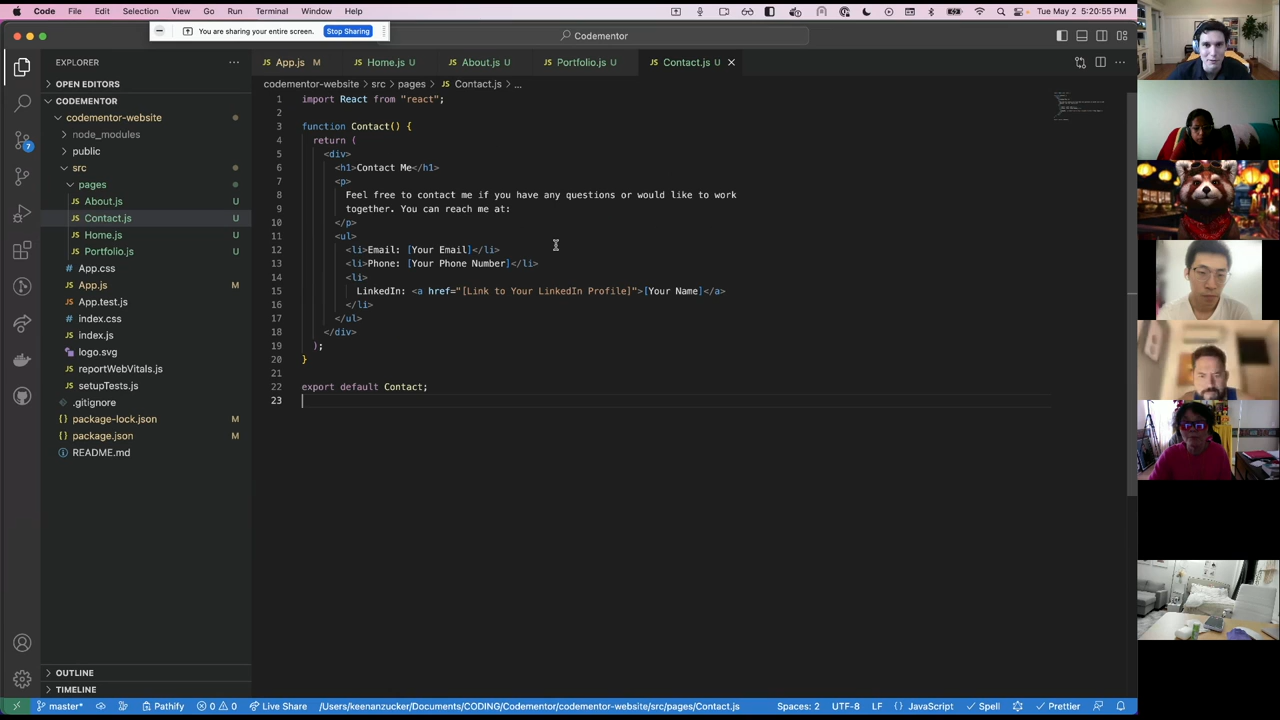 Code File Edit Selection View Go Run Terminal Window Help
Tue May 2 5:20:55 PM
You are sharing your entire screen. Stop Sharing
Codementor
EXPLORER
OPEN EDITORS
CODEMENTOR
codementor-website
node_modules
public
src
pages
About.js U
Contact.js U
Home.js U
Portfolio.js U
App.css
App.js M
App.test.js
index.css
index.js
logo.svg
reportWebVitals.js
setupTests.js
.gitignore
package-lock.json M
package.json M
README.md
OUTLINE
TIMELINE
7
App.js M Home.js U About.js U Portfolio.js U Contact.js U
codementor-website > src > pages > JS Contact.js > ...
1 import React from "react";
2
3 function Contact() {
4 return (
5 <div>
6 <h1>Contact Me</h1>
7 <p>
8 Feel free to contact me if you have any questions or would like to work
9 together. You can reach me at:
10 </p>
11 <ul>
12 <li>Email: [Your Email]</li>
13 <li>Phone: [Your Phone Number]</li>
14 <li>
15 LinkedIn: <a href="[Link to Your LinkedIn Profile]">[Your Name]</a>
16 </li>
17 </ul>
18 </div>
19 );
20 }
21
22 export default Contact;
23
master* 0 0 Pathify Live Share /Users/keenanzucker/Documents/CODING/Codementor/codementor-website/src/pages/Contact.js Spaces: 2 UTF-8 LF {} JavaScript Spell Prettier